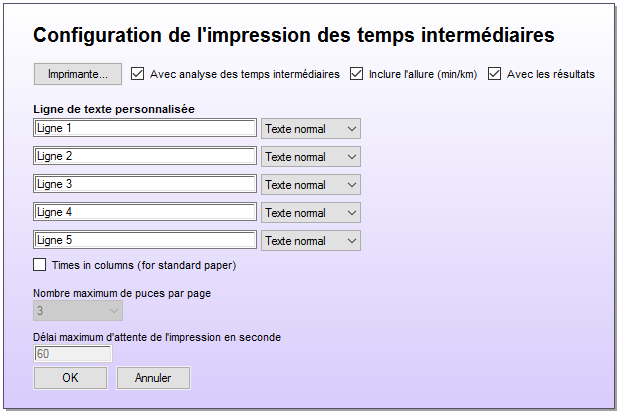 Configuration de l'impression des temps intermédiaires
Imprimante... Avec analyse des temps intermédiaires Inclure l'allure (min/km) Avec les résultats
Ligne de texte personnalisée
Ligne 1 Texte normal
Ligne 2 Texte normal
Ligne 3 Texte normal
Ligne 4 Texte normal
Ligne 5 Texte normal
Times in columns (for standard paper)
Nombre maximum de puces par page
3
Délai maximum d'attente de l'impression en seconde
60
OK Annuler